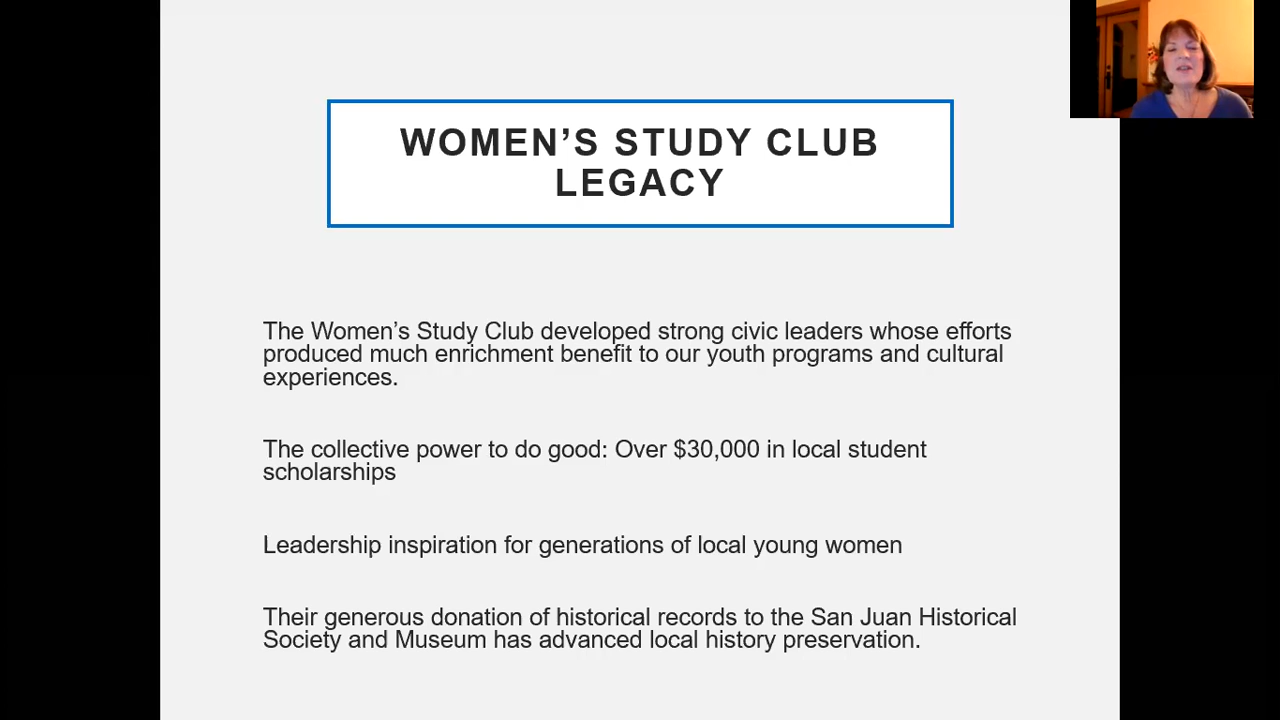 WOMEN’S STUDY CLUB
LEGACY
The Women’s Study Club developed strong civic leaders whose efforts
produced much enrichment benefit to our youth programs and cultural
experiences.
The collective power to do good: Over $30,000 in local student
scholarships
Leadership inspiration for generations of local young women
Their generous donation of historical records to the San Juan Historical
Society and Museum has advanced local history preservation.